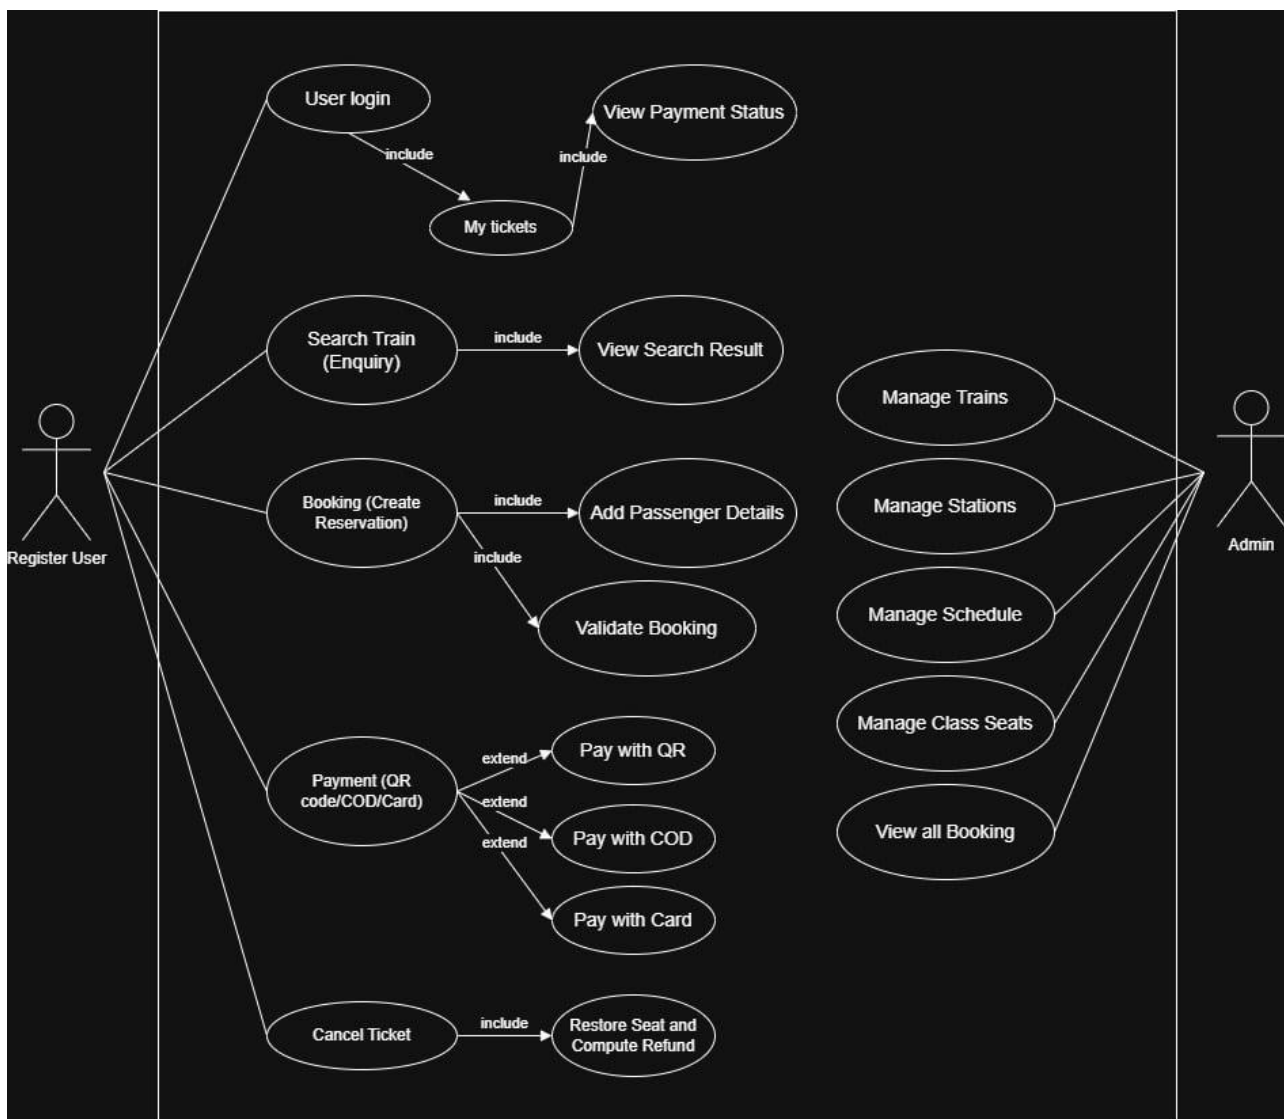 User login
View Payment Status
include
include
My tickets
Search Train
(Enquiry)
include
View Search Result
Manage Trains
Booking (Create
Reservation)
include
Add Passenger Details
Manage Stations
Register User
Admin
include
Validate Booking
Manage Schedule
Manage Class Seats
Payment (QR
code/COD/Card)
extend
Pay with QR
extend
Pay with COD
extend
Pay with Card
View all Booking
Cancel Ticket
include
Restore Seat and
Compute Refund